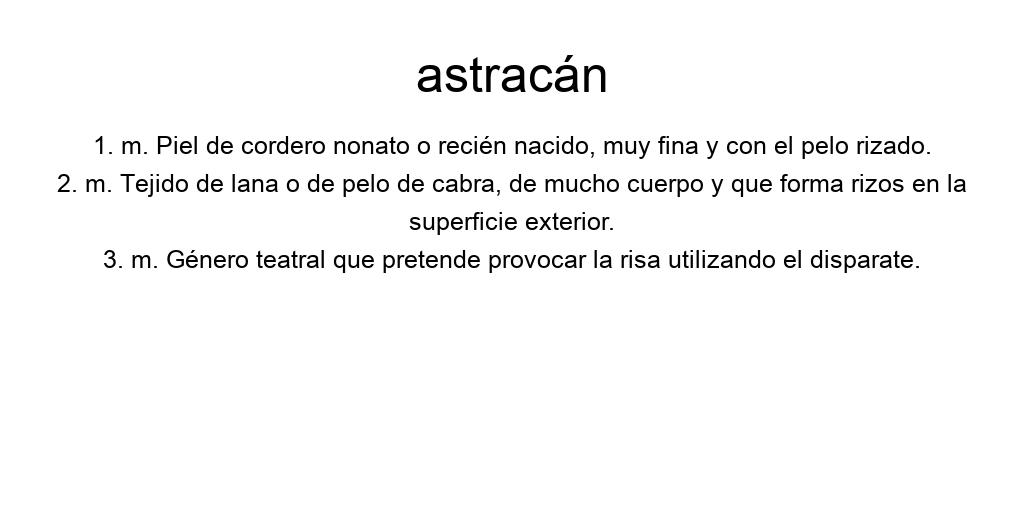 astracán
1. m. Piel de cordero nonato o recién nacido, muy fina y con el pelo rizado.
2. m. Tejido de lana o de pelo de cabra, de mucho cuerpo y que forma rizos en la
superficie exterior.
3. m. Género teatral que pretende provocar la risa utilizando el disparate.